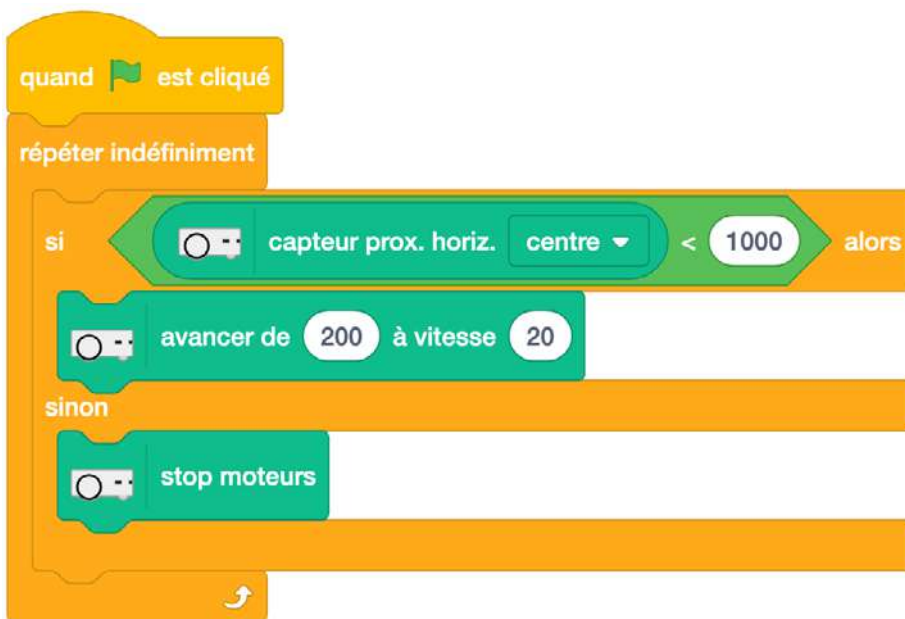 quand est cliqué
répéter indéfiniment
si capteur prox. horiz. centre < 1000 alors
avancer de 200 à vitesse 20
sinon
stop moteurs